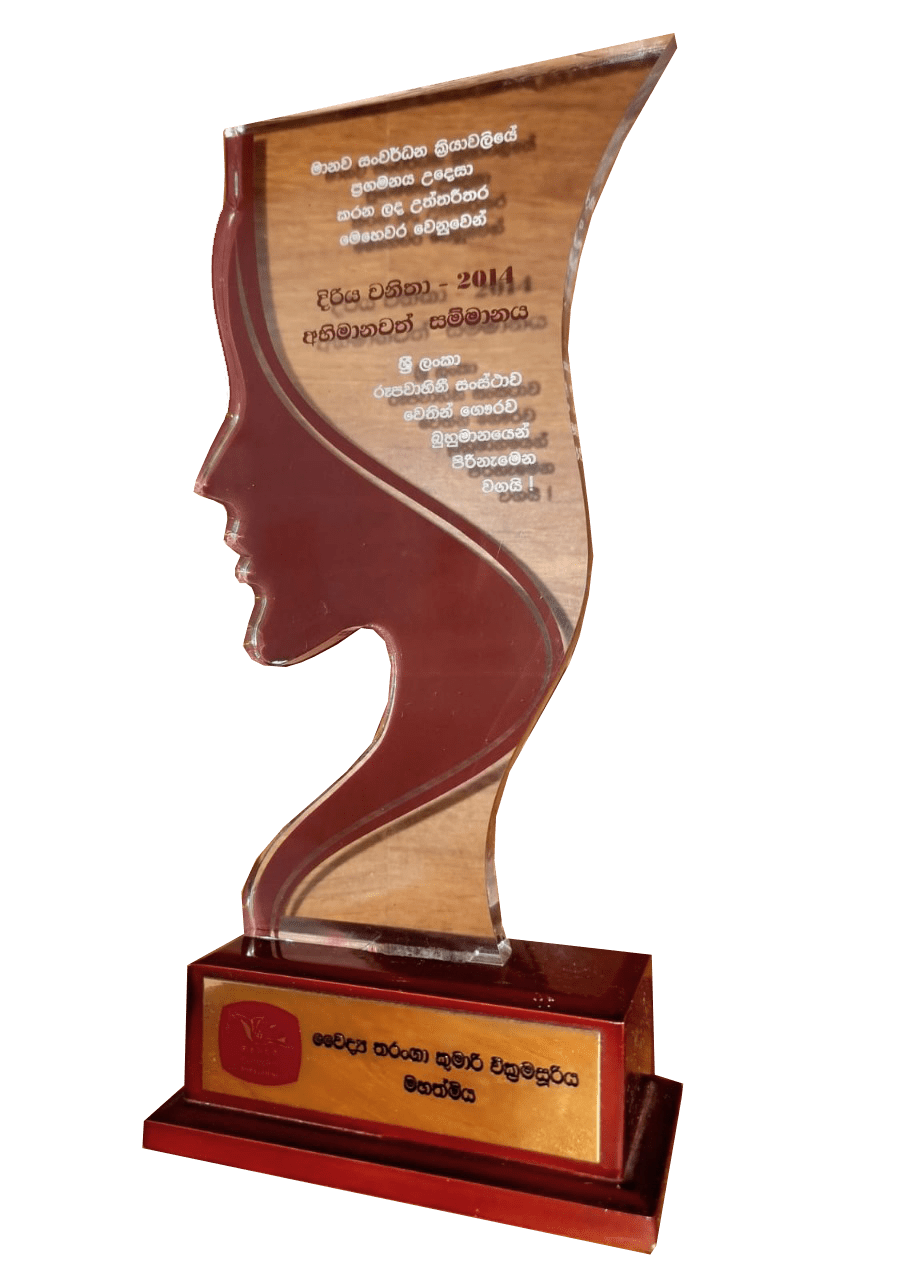 මානව සංවර්ධන ක්‍රියාවලියේ
ප්‍රගමනය උදෙසා
කරන ලද උත්තරීතර
මෙහෙවර වෙනුවෙන්
දිරිය වනිතා - 2014
අභිමානවත් සම්මානය
ශ්‍රී ලංකා
රූපවාහිනී සංස්ථාව
වෙතින් ගෞරව
බුහුමානයෙන්
පිරිනැමෙන
වගයි !
වෛද්‍ය තරංගා කුමාරී වික්‍රමසූරිය
මහත්මිය